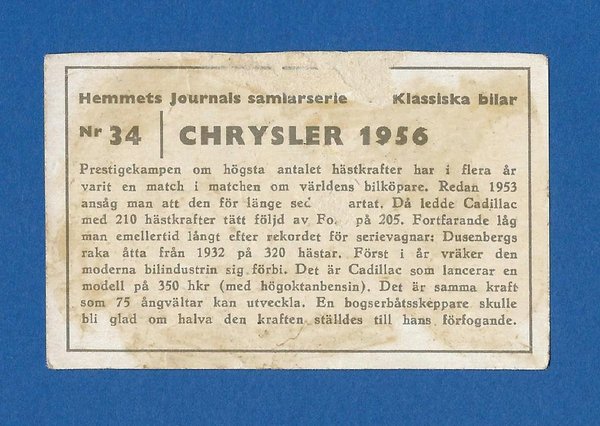 Hemmets Journals samlarserie Klassiska bilar
Nr 34 CHRYSLER 1956
Prestigekampen om högsta antalet hästkrafter har i flera år
varit en match i matchen om världens bilköpare. Redan 1953
ansåg man att den för länge sec artat. Då ledde Cadillac
med 210 hästkrafter tätt följd av Fo. på 205. Fortfarande låg
man emellertid långt efter rekordet för serievagnar: Dusenbergs
raka åtta från 1932 på 320 hästar. Först i år vräker den
moderna bilindustrin sig förbi. Det är Cadillac som lancerar en
modell på 350 hkr (med högoktanbensin). Det är samma kraft
som 75 ångvältar kan utveckla. En bogserbåtsskeppare skulle
bli glad om halva den kraften ställdes till hans förfogande.